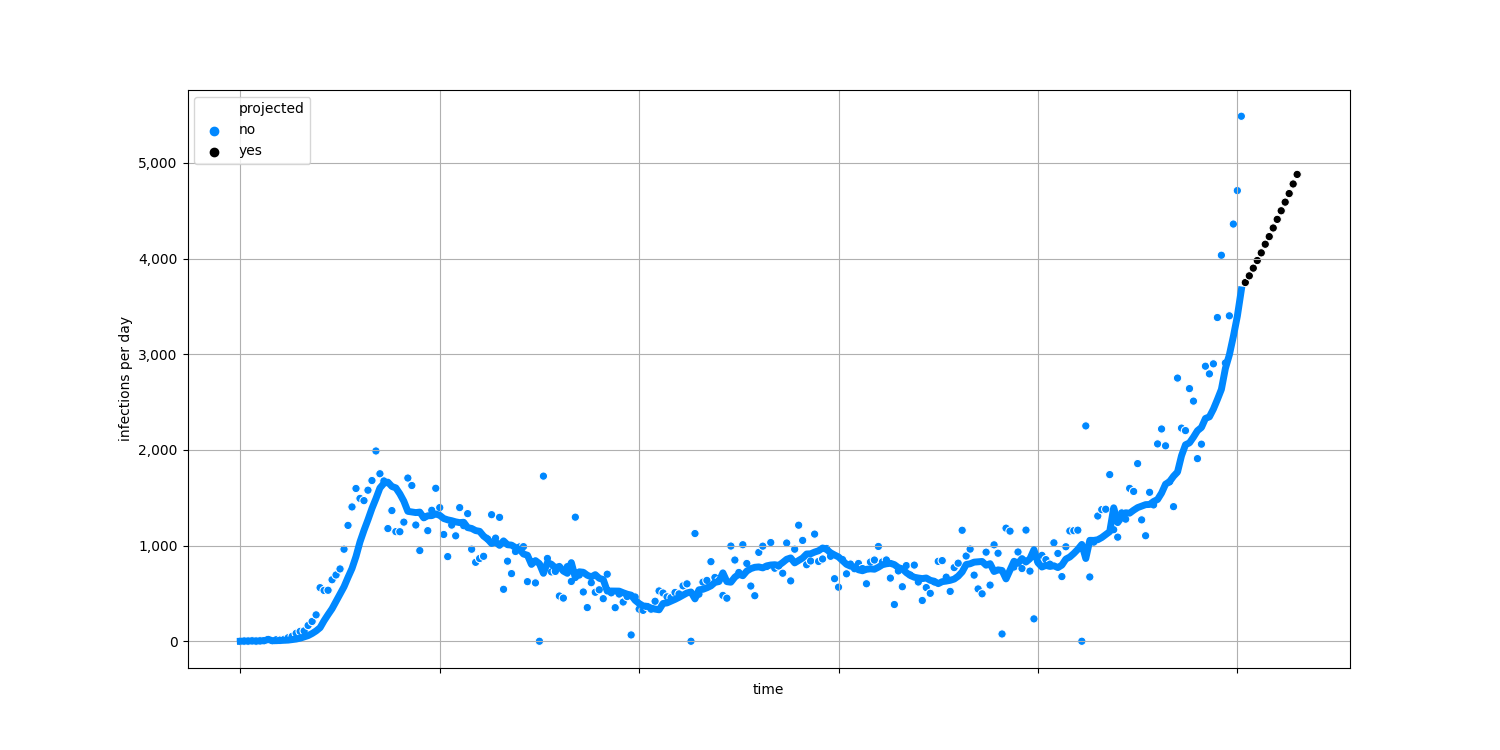 projected
no
yes
5,000
4,000
3,000
2,000
1,000
0
infections per day
time